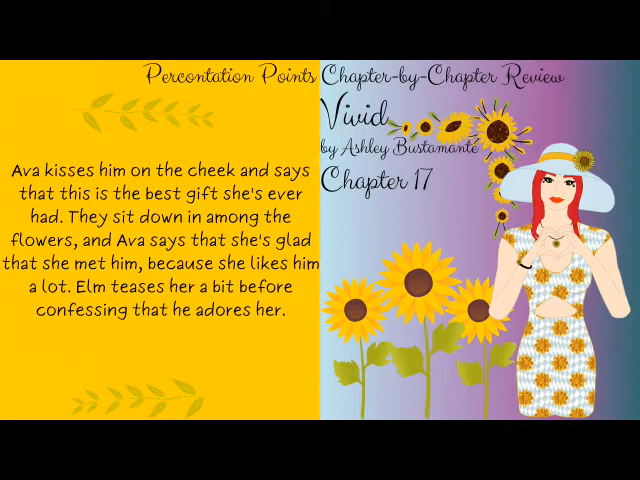 Percontation Points Chapter-by-Chapter Review
Vivid
by Ashley Bustamante
Chapter 17
Ava kisses him on the cheek and says
that this is the best gift she's ever
had. They sit down in among the
flowers, and Ava says that she's glad
that she met him, because she likes him
a lot. Elm teases her a bit before
confessing that he adores her.